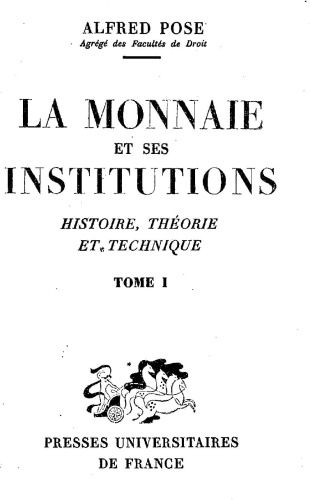 ALFRED POSE
Agrégé des Facultés de Droit
LA MONNAIE
ET SES
INSTITUTIONS
HISTOIRE, THÉORIE
ET TECHNIQUE
TOME I
PRESSES UNIVERSITAIRES
DE FRANCE